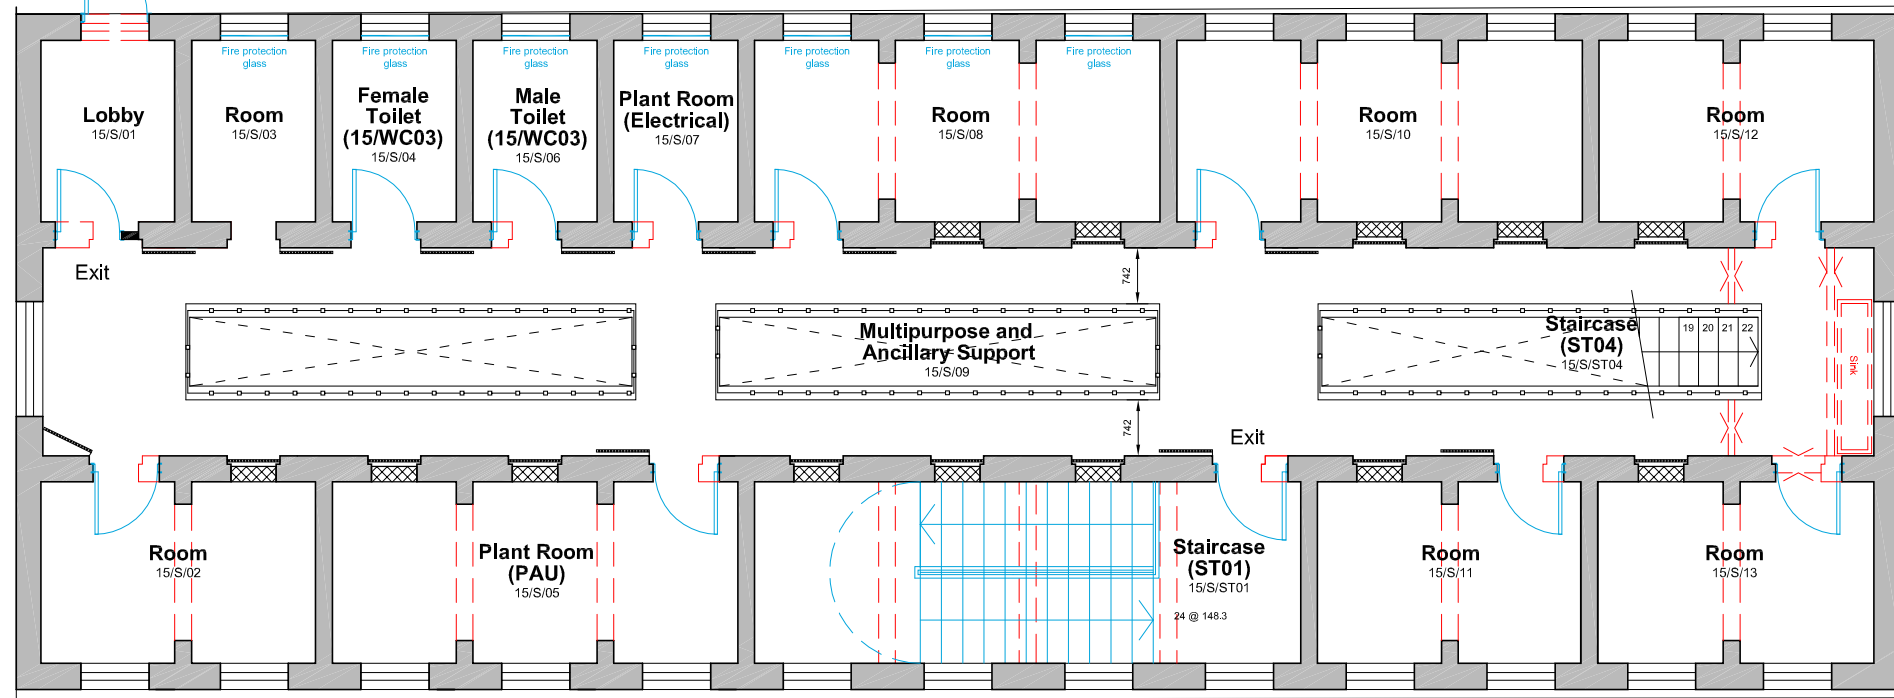 Fire protection
glass
Fire protection
glass
Fire protection
glass
Fire protection
glass
Fire protection
glass
Fire protection
glass
Fire protection
glass
Lobby
15/S/01
Room
15/S/03
Female
Toilet
(15/WC03)
15/S/04
Male
Toilet
(15/WC03)
15/S/06
Plant Room
(Electrical)
15/S/07
Room
15/S/08
Room
15/S/10
Room
15/S/12
Exit
742
Multipurpose and
Ancillary Support
15/S/09
Staircase
(ST04)
15/S/ST04
19 20 21 22
Sink
742
Exit
Room
15/S/02
Plant Room
(PAU)
15/S/05
Staircase
(ST01)
15/S/ST01
24 @ 148.3
Room
15/S/11
Room
15/S/13